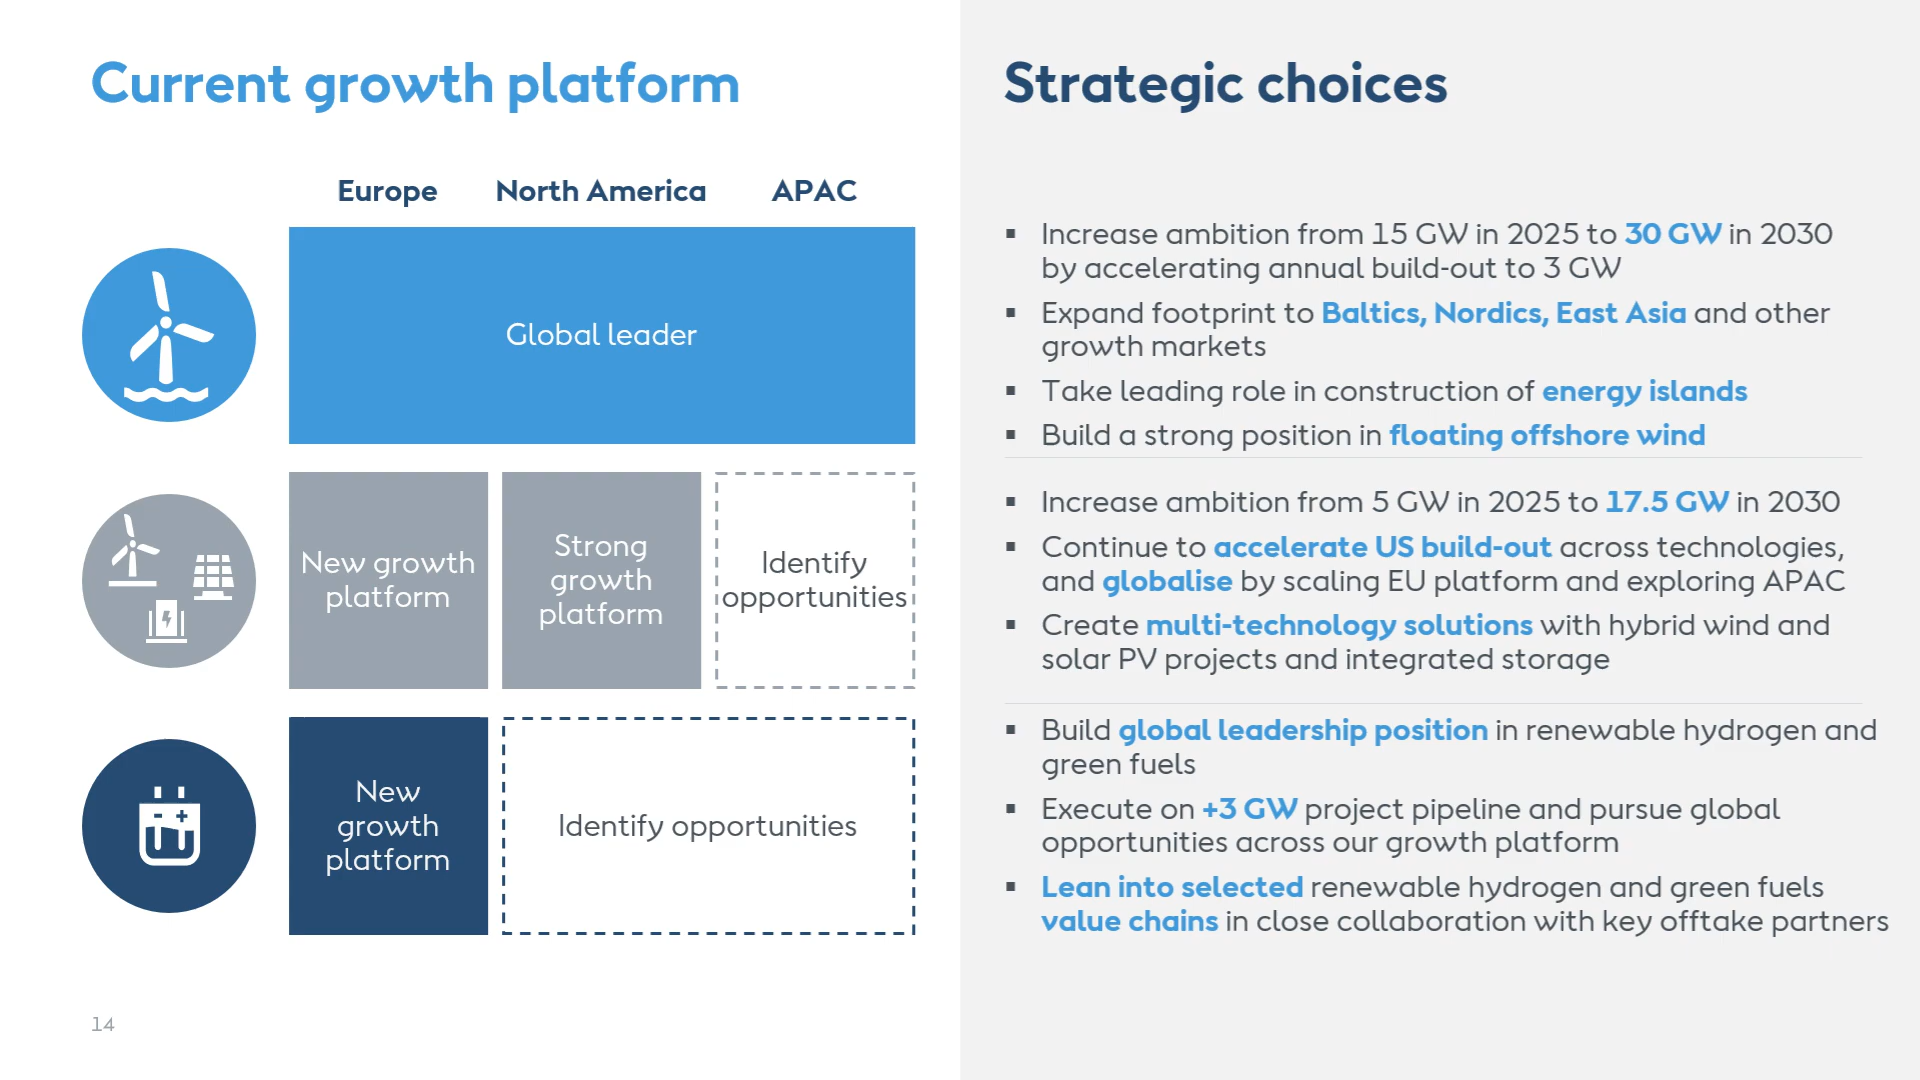 Current growth platform
Europe
North America
APAC
Global leader
New growth
platform
Strong
growth
platform
Identify
opportunities
New
growth
platform
Identify opportunities
14
Strategic choices
▪ Increase ambition from 15 GW in 2025 to 30 GW in 2030
by accelerating annual build-out to 3 GW
▪ Expand footprint to Baltics, Nordics, East Asia and other
growth markets
▪ Take leading role in construction of energy islands
▪ Build a strong position in floating offshore wind
▪ Increase ambition from 5 GW in 2025 to 17.5 GW in 2030
▪ Continue to accelerate US build-out across technologies,
and globalise by scaling EU platform and exploring APAC
▪ Create multi-technology solutions with hybrid wind and
solar PV projects and integrated storage
▪ Build global leadership position in renewable hydrogen and
green fuels
▪ Execute on +3 GW project pipeline and pursue global
opportunities across our growth platform
▪ Lean into selected renewable hydrogen and green fuels
value chains in close collaboration with key offtake partners